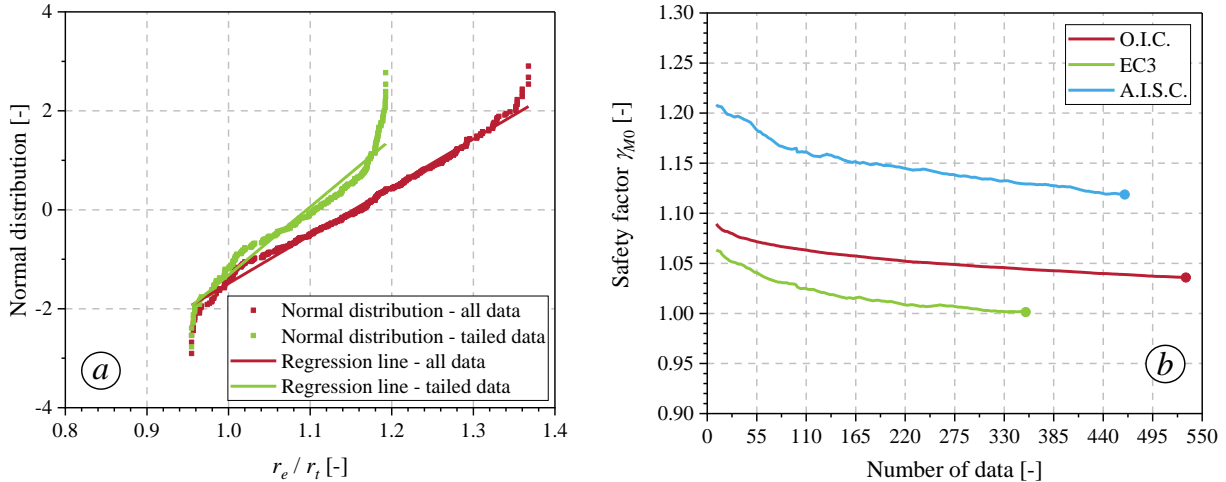 Normal distribution [-]
4
2
0
-2
-4
0.8
0.9
1.0
1.1
1.2
1.3
1.4
r_e / r_t [-]
Normal distribution - all data
Normal distribution - tailed data
Regression line - all data
Regression line - tailed data
a
Safety factor γ_M0 [-]
1.30
1.25
1.20
1.15
1.10
1.05
1.00
0.95
0.90
0
55
110
165
220
275
330
385
440
495
550
Number of data [-]
O.I.C.
EC3
A.I.S.C.
b